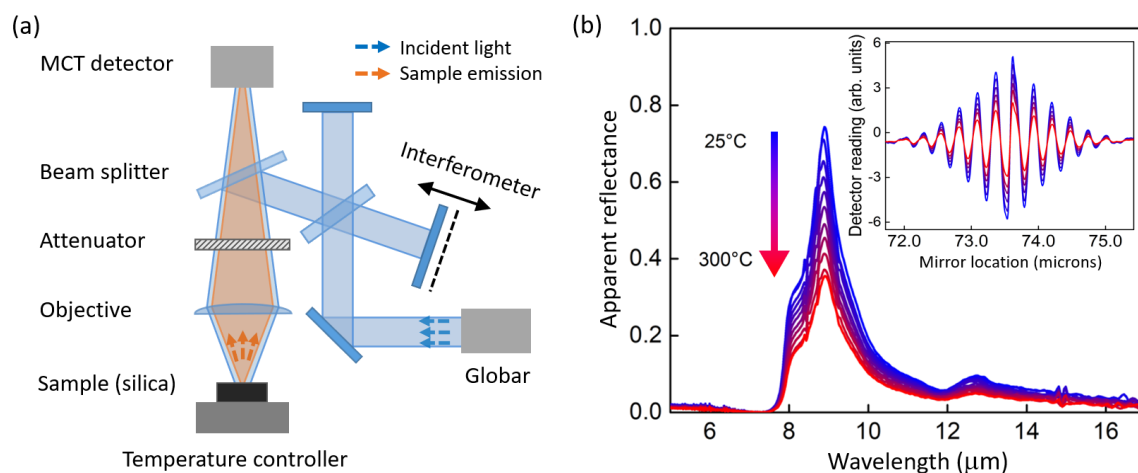 (a)
MCT detector
Incident light
Sample emission
Beam splitter
Interferometer
Attenuator
Objective
Sample (silica)
Globar
Temperature controller
(b)
Apparent reflectance
1.0
0.8
0.6
0.4
0.2
0.0
6 8 10 12 14 16
Wavelength (μm)
25°C
300°C
Detector reading (arb. units)
6
3
0
-3
-6
72.0 73.0 74.0 75.0
Mirror location (microns)